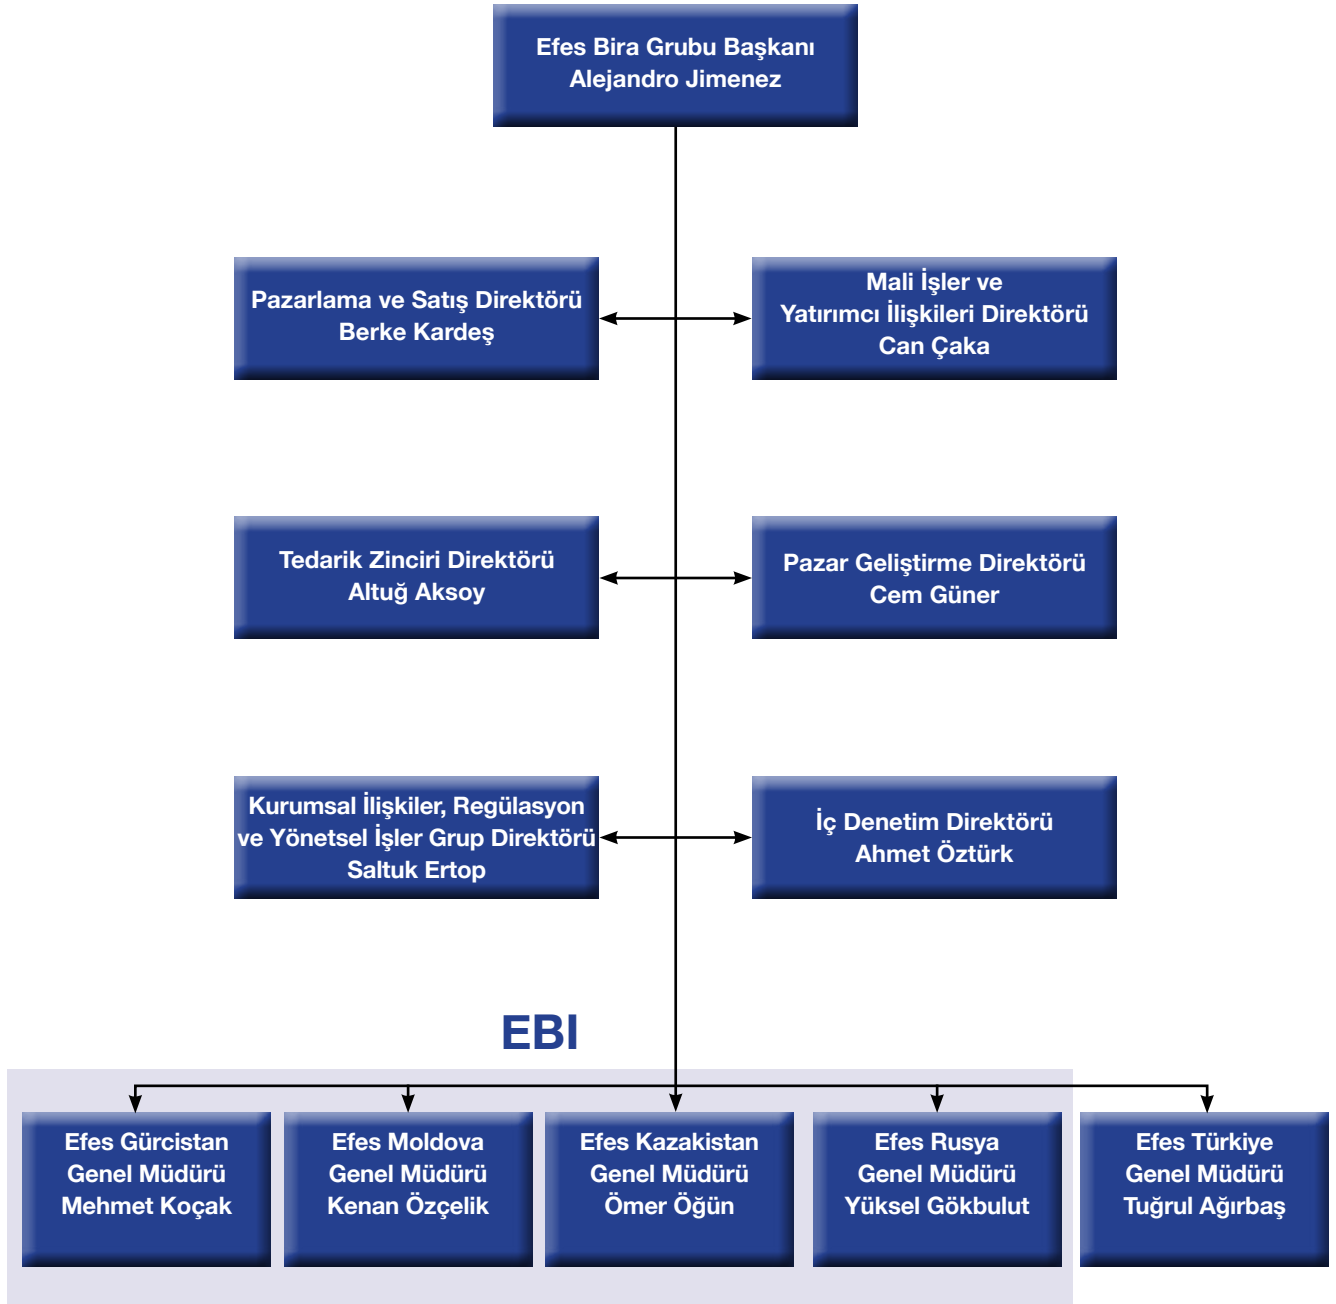 Efes Bira Grubu Başkanı
Alejandro Jimenez
Pazarlama ve Satış Direktörü
Berke Kardeş
Mali İşler ve
Yatırımcı İlişkileri Direktörü
Can Çaka
Tedarik Zinciri Direktörü
Altuğ Aksoy
Pazar Geliştirme Direktörü
Cem Güner
Kurumsal İlişkiler, Regülasyon
ve Yönetsel İşler Grup Direktörü
Saltuk Ertop
İç Denetim Direktörü
Ahmet Öztürk
EBI
Efes Gürcistan
Genel Müdürü
Mehmet Koçak
Efes Moldova
Genel Müdürü
Kenan Özçelik
Efes Kazakistan
Genel Müdürü
Ömer Öğün
Efes Rusya
Genel Müdürü
Yüksel Gökbulut
Efes Türkiye
Genel Müdürü
Tuğrul Ağırbaş